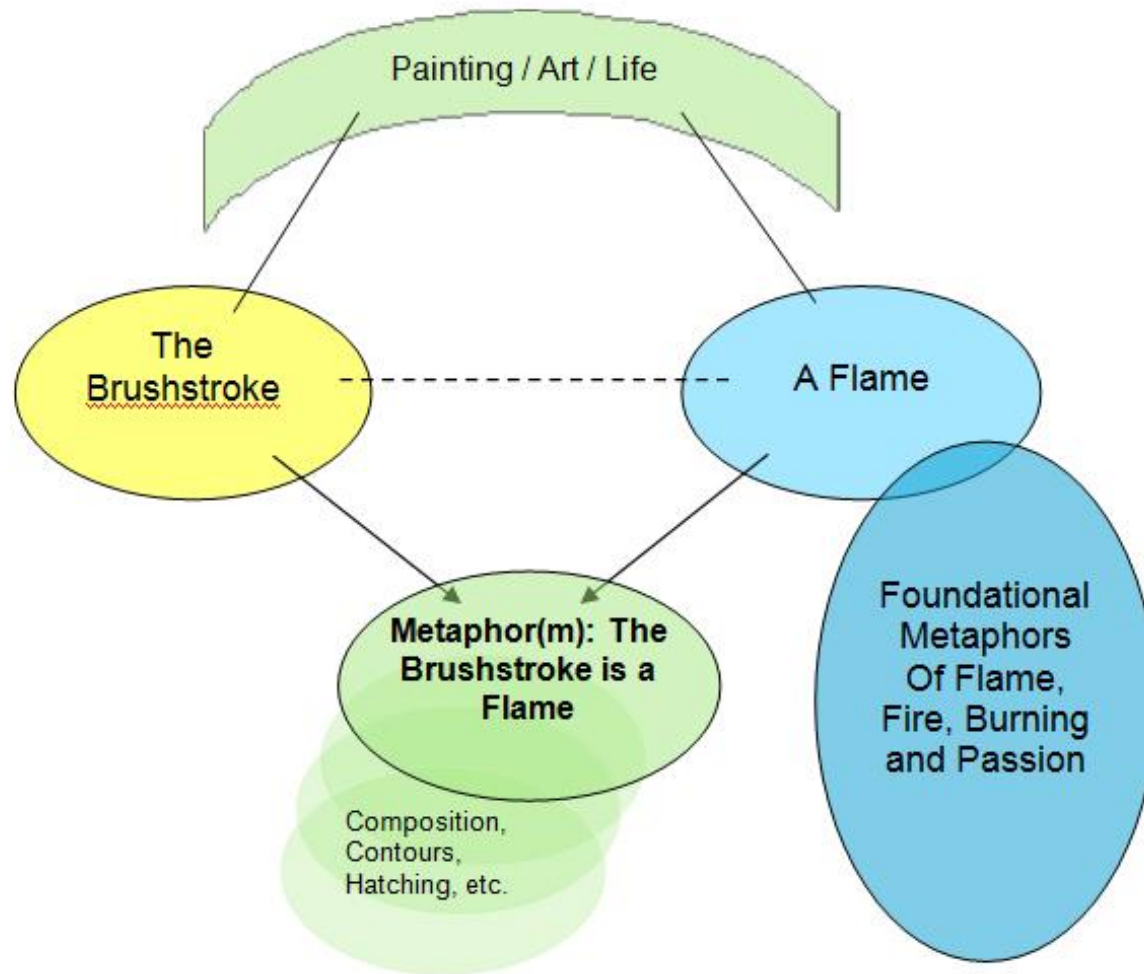 Painting / Art / Life
The
Brushstroke
A Flame
Metaphor(m): The
Brushstroke is a
Flame
Foundational
Metaphors
Of Flame,
Fire, Burning
and Passion
Composition,
Contours,
Hatching, etc.